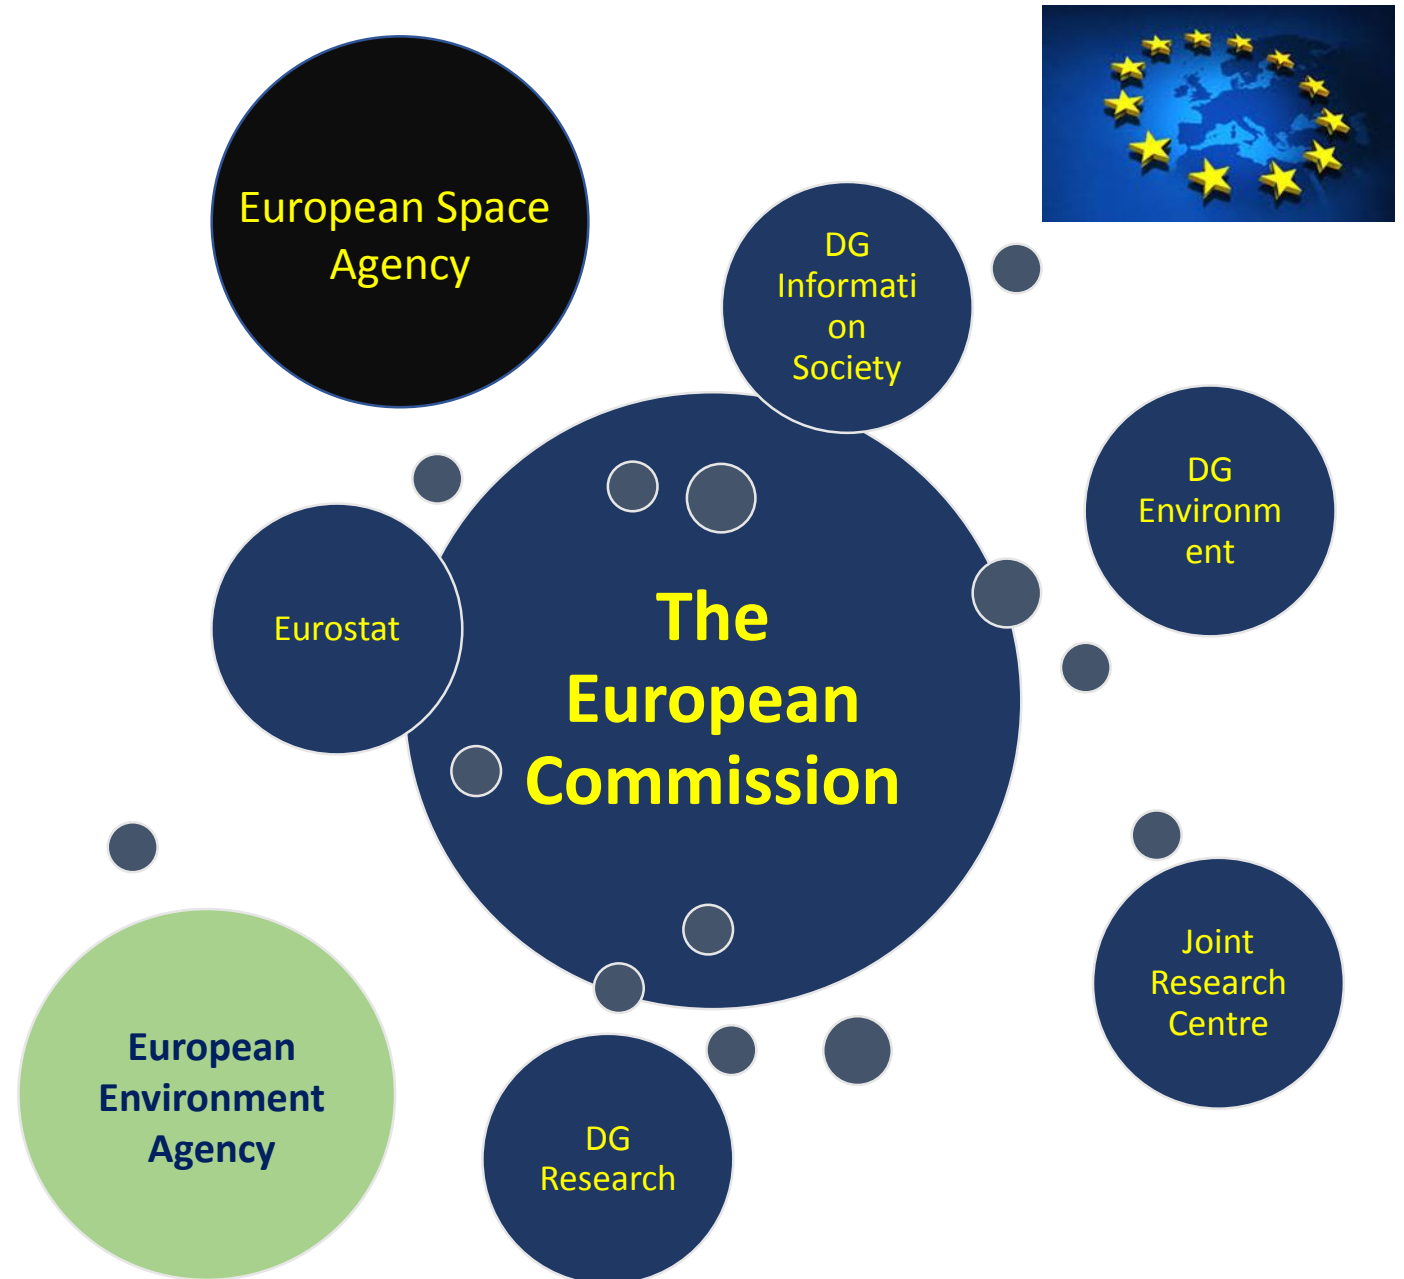 European Space
Agency
DG
Informati
on
Society
DG
Environm
ent
Eurostat
The
European
Commission
Joint
Research
Centre
European
Environment
Agency
DG
Research